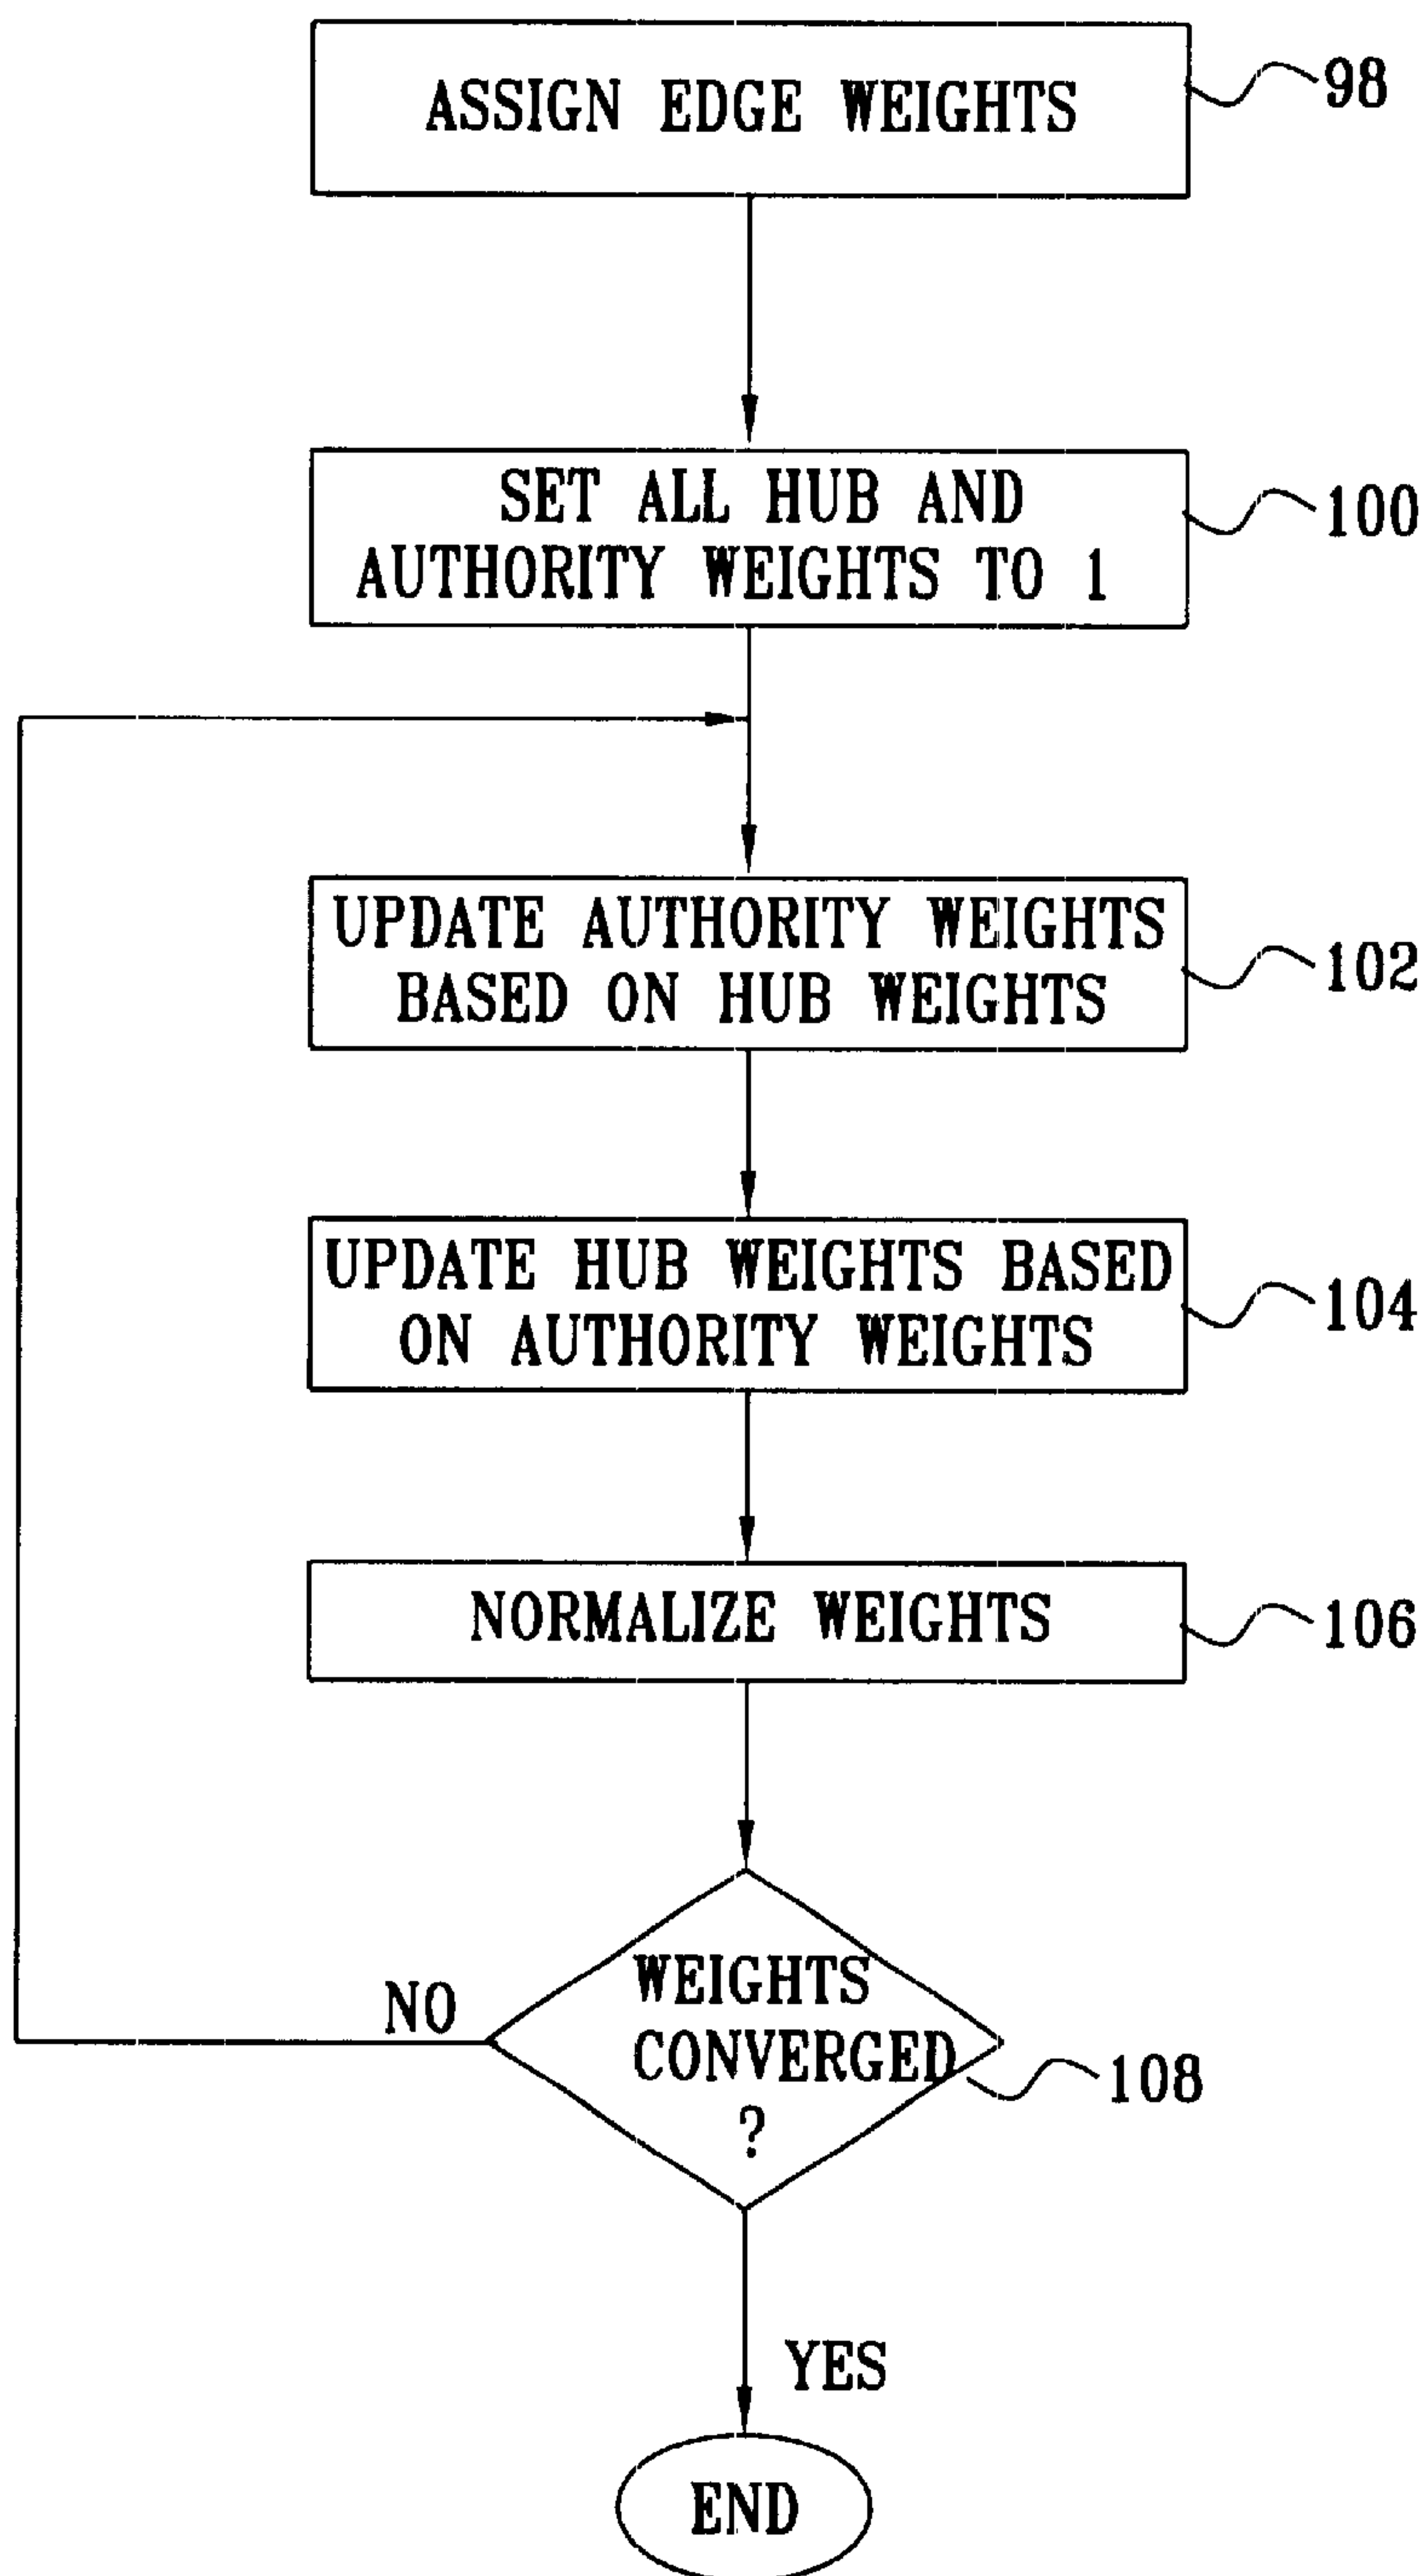 ASSIGN EDGE WEIGHTS
98
SET ALL HUB AND
AUTHORITY WEIGHTS TO 1
100
UPDATE AUTHORITY WEIGHTS
BASED ON HUB WEIGHTS
102
UPDATE HUB WEIGHTS BASED
ON AUTHORITY WEIGHTS
104
NORMALIZE WEIGHTS
106
WEIGHTS
CONVERGED
?
NO
108
YES
END